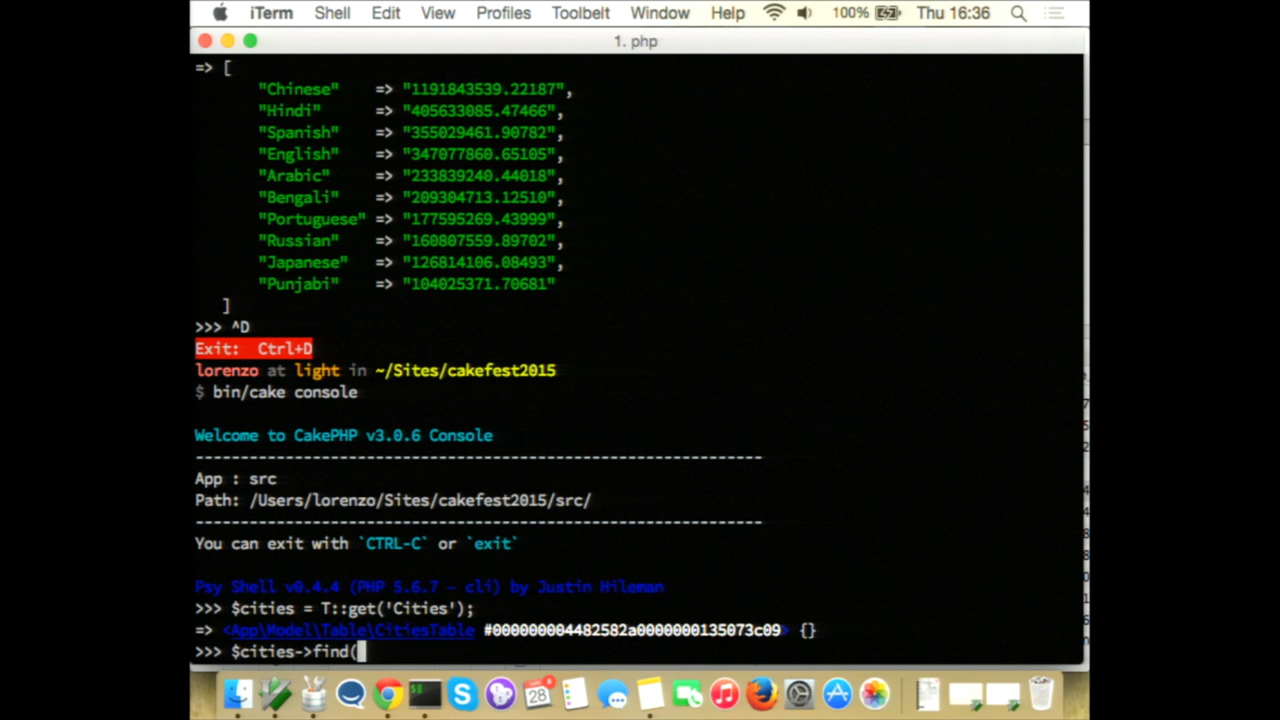 iTerm Shell Edit View Profiles Toolbelt Window Help 100% Thu 16:36
1. php
=> [
"Chinese" => "1191843539.22187",
"Hindi" => "405633085.47466",
"Spanish" => "355029461.90782",
"English" => "347077860.65105",
"Arabic" => "233839240.44018",
"Bengali" => "209304713.12510",
"Portuguese" => "177595269.43999",
"Russian" => "160807559.89702",
"Japanese" => "126814106.08493",
"Punjabi" => "104025371.70681"
]
>>> ^D
Exit: Ctrl+D
lorenzo at light in ~/Sites/cakefest2015
$ bin/cake console
Welcome to CakePHP v3.0.6 Console
---------------------------------------------------------------
App : src
Path: /Users/lorenzo/Sites/cakefest2015/src/
---------------------------------------------------------------
You can exit with `CTRL-C` or `exit`
Psy Shell v0.4.4 (PHP 5.6.7 — cli) by Justin Hileman
>>> $cities = T::get('Cities');
=> <App\Model\Table\CitiesTable #000000004482582a0000000135073c09> {}
>>> $cities->find(
28